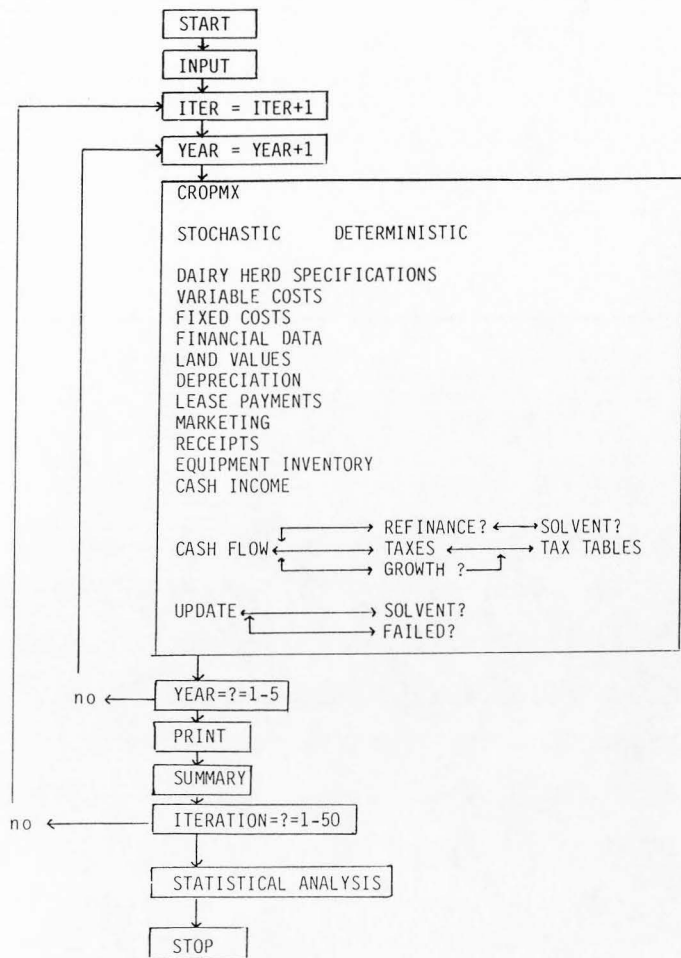 START
INPUT
ITER = ITER+1
YEAR = YEAR+1
CROPMX
STOCHASTIC DETERMINISTIC
DAIRY HERD SPECIFICATIONS
VARIABLE COSTS
FIXED COSTS
FINANCIAL DATA
LAND VALUES
DEPRECIATION
LEASE PAYMENTS
MARKETING
RECEIPTS
EQUIPMENT INVENTORY
CASH INCOME
REFINANCE? SOLVENT?
CASH FLOW TAXES TAX TABLES
GROWTH ?
UPDATE SOLVENT?
FAILED?
no YEAR=?=1-5
PRINT
SUMMARY
no ITERATION=?=1-50
STATISTICAL ANALYSIS
STOP